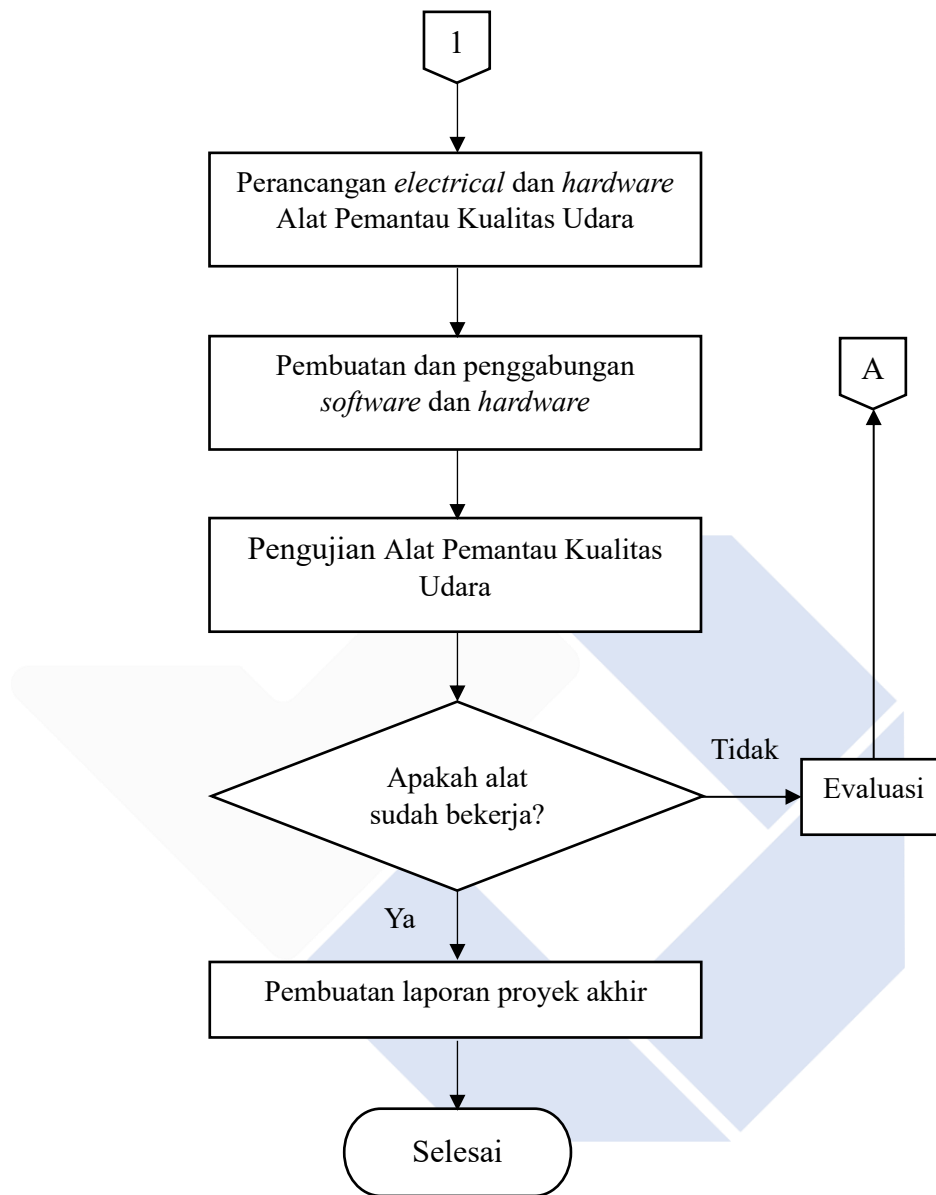 1
Perancangan electrical dan hardware
Alat Pemantau Kualitas Udara
Pembuatan dan penggabungan
software dan hardware
A
Pengujian Alat Pemantau Kualitas
Udara
Apakah alat
sudah bekerja?
Tidak
Evaluasi
Ya
Pembuatan laporan proyek akhir
Selesai